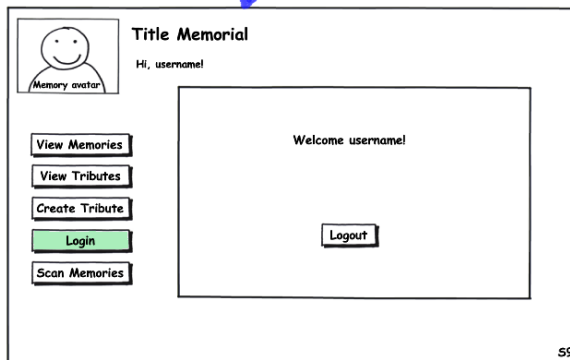 Title Memorial
Hi, username!
Memory avatar
View Memories
View Tributes
Create Tribute
Login
Scan Memories
Welcome username!
Logout